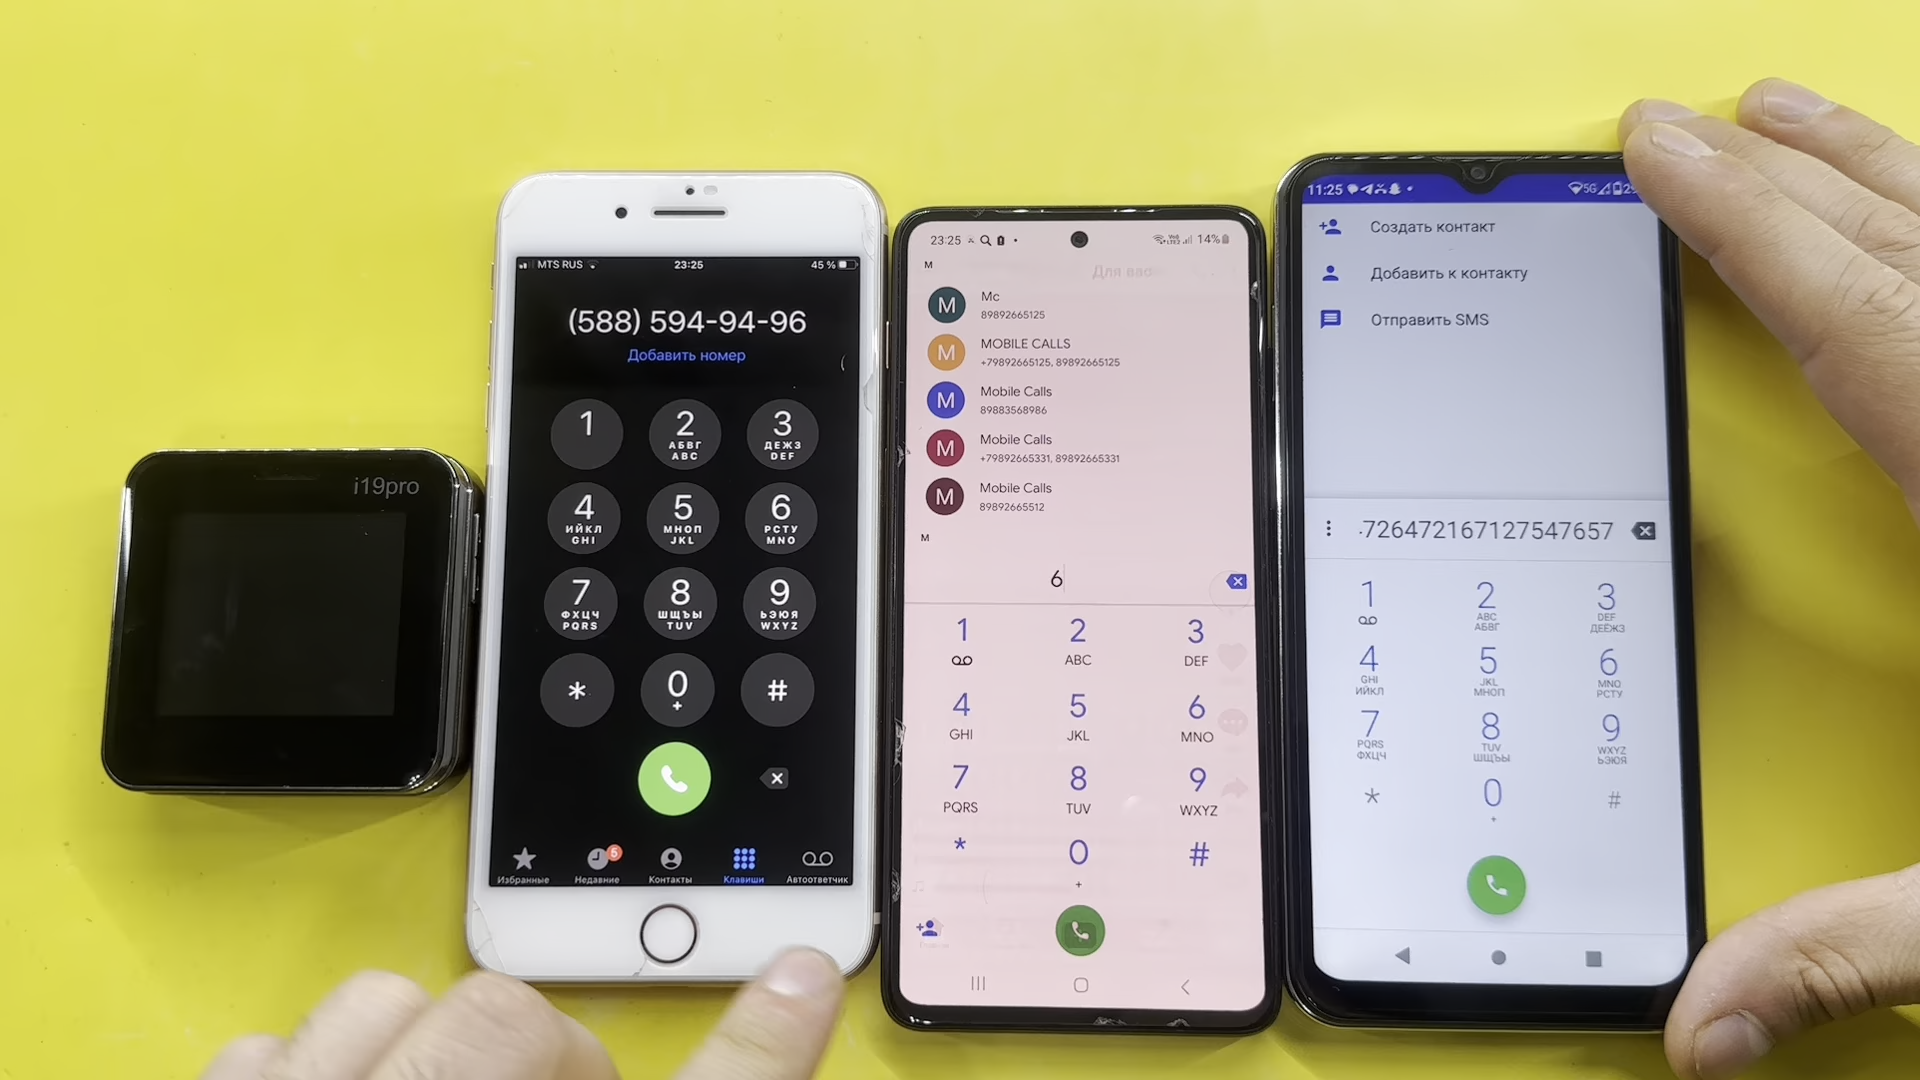 i19pro
MTS RUS
23:25
45 %
(588) 594-94-96
Добавить номер
1
2
АБВГ
ABC
3
ДЕЖЗ
DEF
4
ИЙКЛ
GHI
5
МНОП
JKL
6
РСТУ
MNO
7
ФХЦЧ
PQRS
8
ШЩЪЫ
TUV
9
ЬЭЮЯ
WXYZ
*
0
+
#
5
Избранные
Недавние
Контакты
Клавиши
Автоответчик
23:25
14%
M
M
Mc
89892665125
M
MOBILE CALLS
+79892665125, 89892665125
M
Mobile Calls
89883568986
M
Mobile Calls
+79892665331, 89892665331
M
Mobile Calls
89892665512
M
6
1
2
ABC
3
DEF
4
GHI
5
JKL
6
MNO
7
PQRS
8
TUV
9
WXYZ
*
0
+
#
11:25
5G
Создать контакт
Добавить к контакту
Отправить SMS
726472167127547657
1
2
ABC
АБВГ
3
DEF
ДЕЁЖЗ
4
GHI
ИЙКЛ
5
JKL
МНОП
6
MNO
РСТУ
7
PQRS
ФХЦЧ
8
TUV
ШЩЪЫ
9
WXYZ
ЬЭЮЯ
*
0
+
#